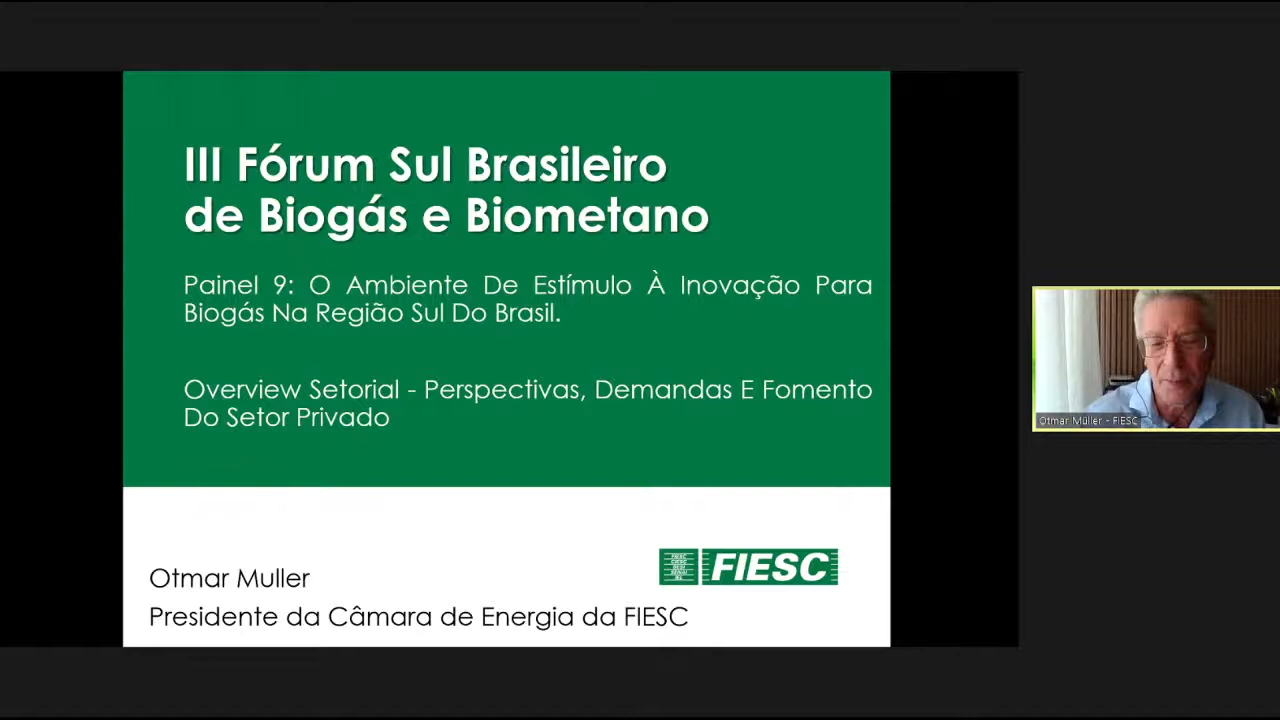 III Fórum Sul Brasileiro
de Biogás e Biometano
Painel 9: O Ambiente De Estímulo À Inovação Para
Biogás Na Região Sul Do Brasil.
Overview Setorial - Perspectivas, Demandas E Fomento
Do Setor Privado
Otmar Muller
Presidente da Câmara de Energia da FIESC
FIESC
Otmar Müller - FIESC